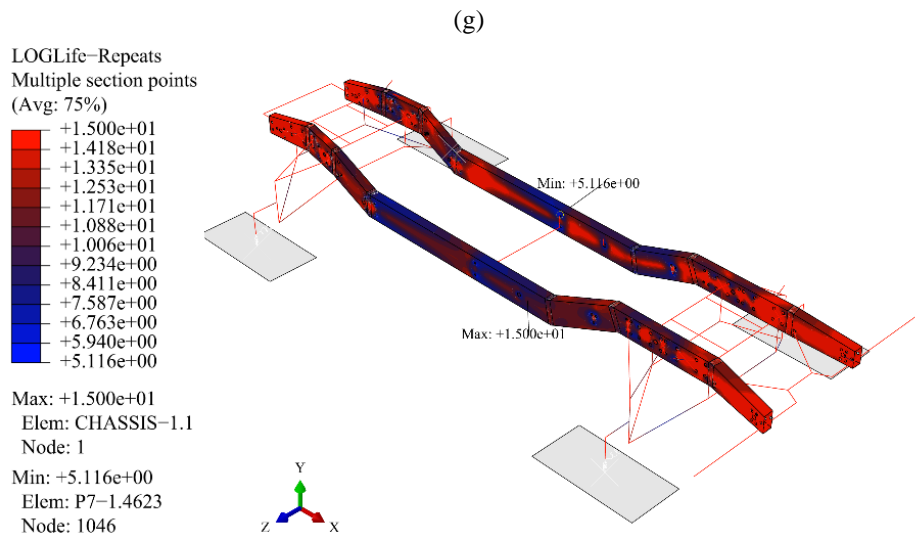 (g)
LOGLife−Repeats
Multiple section points
(Avg: 75%)
+1.500e+01
+1.418e+01
+1.335e+01
+1.253e+01
+1.171e+01
+1.088e+01
+1.006e+01
+9.234e+00
+8.411e+00
+7.587e+00
+6.763e+00
+5.940e+00
+5.116e+00
Max: +1.500e+01
Elem: CHASSIS−1.1
Node: 1
Min: +5.116e+00
Elem: P7−1.4623
Node: 1046
Min: +5.116e+00
Max: +1.500e+01
Y
Z
X